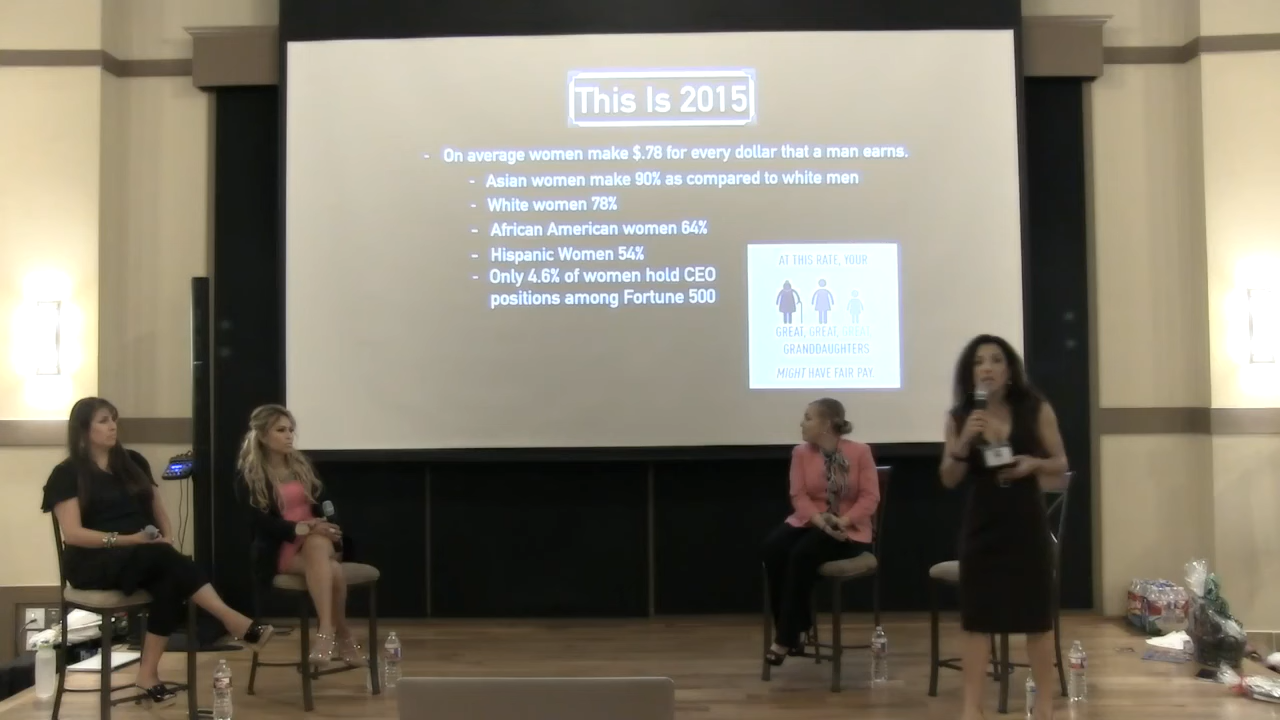 This Is 2015
- On average women make $.78 for every dollar that a man earns.
- Asian women make 90% as compared to white men
- White women 78%
- African American women 64%
- Hispanic Women 54%
- Only 4.6% of women hold CEO
positions among Fortune 500
AT THIS RATE, YOUR
GREAT, GREAT, GREAT
GRANDDAUGHTERS
MIGHT HAVE FAIR PAY.